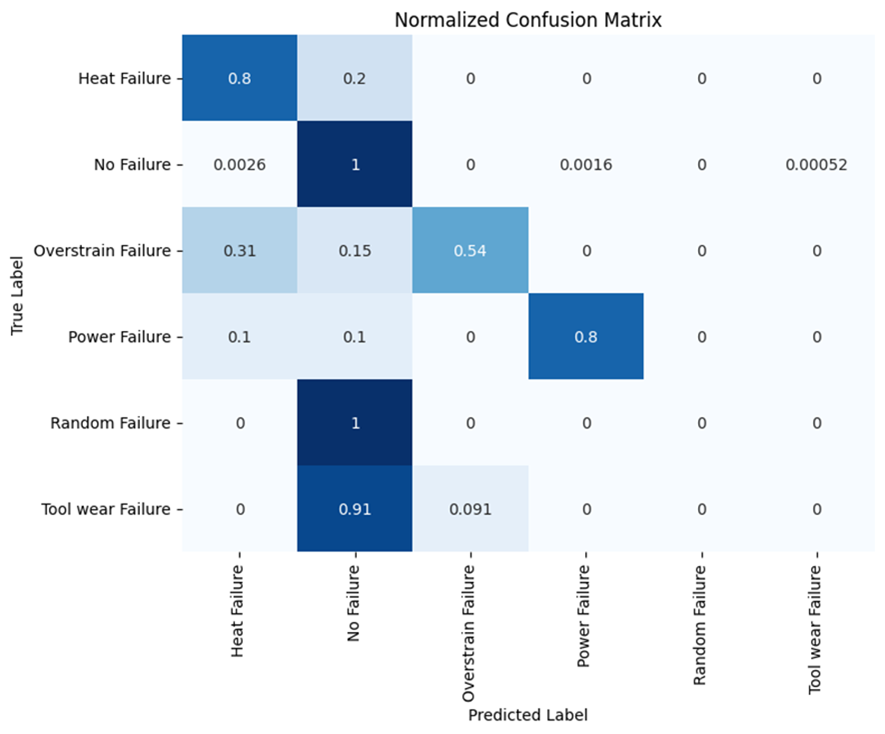 Normalized Confusion Matrix
True Label
Heat Failure 0.8 0.2 0 0 0 0
No Failure 0.0026 1 0 0.0016 0 0.00052
Overstrain Failure 0.31 0.15 0.54 0 0 0
Power Failure 0.1 0.1 0 0.8 0 0
Random Failure 0 1 0 0 0 0
Tool wear Failure 0 0.91 0.091 0 0 0
Heat Failure
No Failure
Overstrain Failure
Power Failure
Random Failure
Tool wear Failure
Predicted Label